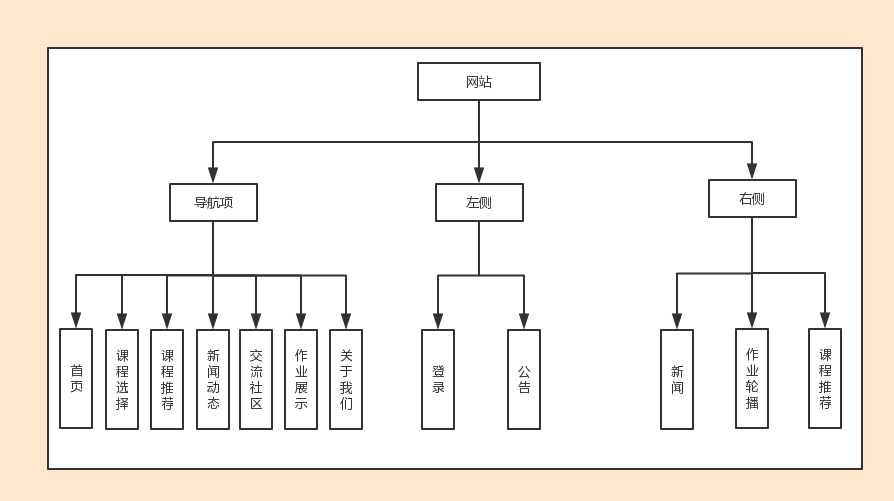 网站
导航项
左侧
右侧
首页
课程选择
课程推荐
新闻动态
交流社区
作业展示
关于我们
登录
公告
新闻
作业轮播
课程推荐